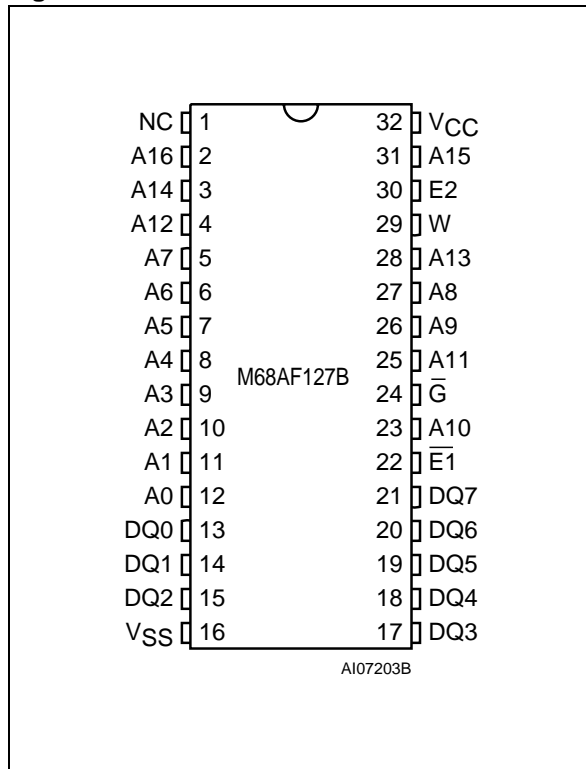 NC 1 32 VCC
A16 2 31 A15
A14 3 30 E2
A12 4 29 W
A7 5 28 A13
A6 6 27 A8
A5 7 26 A9
A4 8 25 A11
M68AF127B
A3 9 24 G̅
A2 10 23 A10
A1 11 22 E̅1̅
A0 12 21 DQ7
DQ0 13 20 DQ6
DQ1 14 19 DQ5
DQ2 15 18 DQ4
VSS 16 17 DQ3
AI07203B